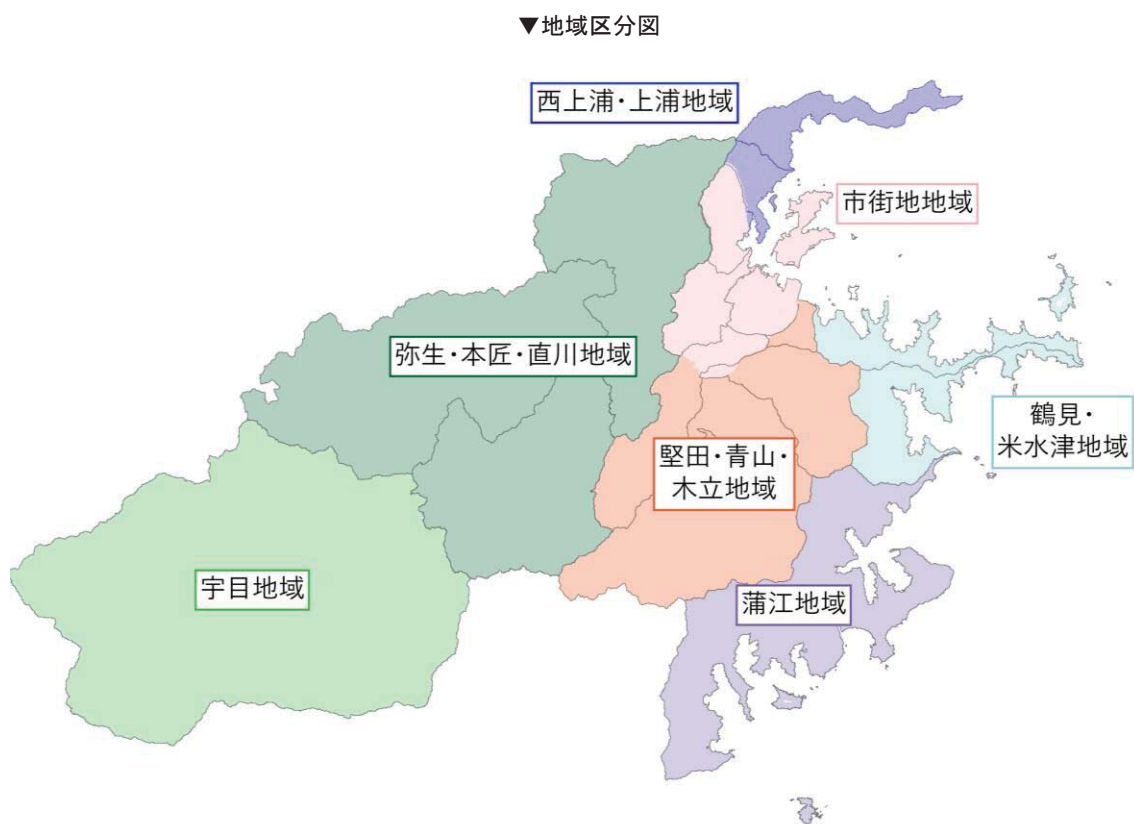 ▼地域区分図
西上浦・上浦地域
市街地地域
弥生・本匠・直川地域
鶴見・
米水津地域
堅田・青山・
木立地域
宇目地域
蒲江地域